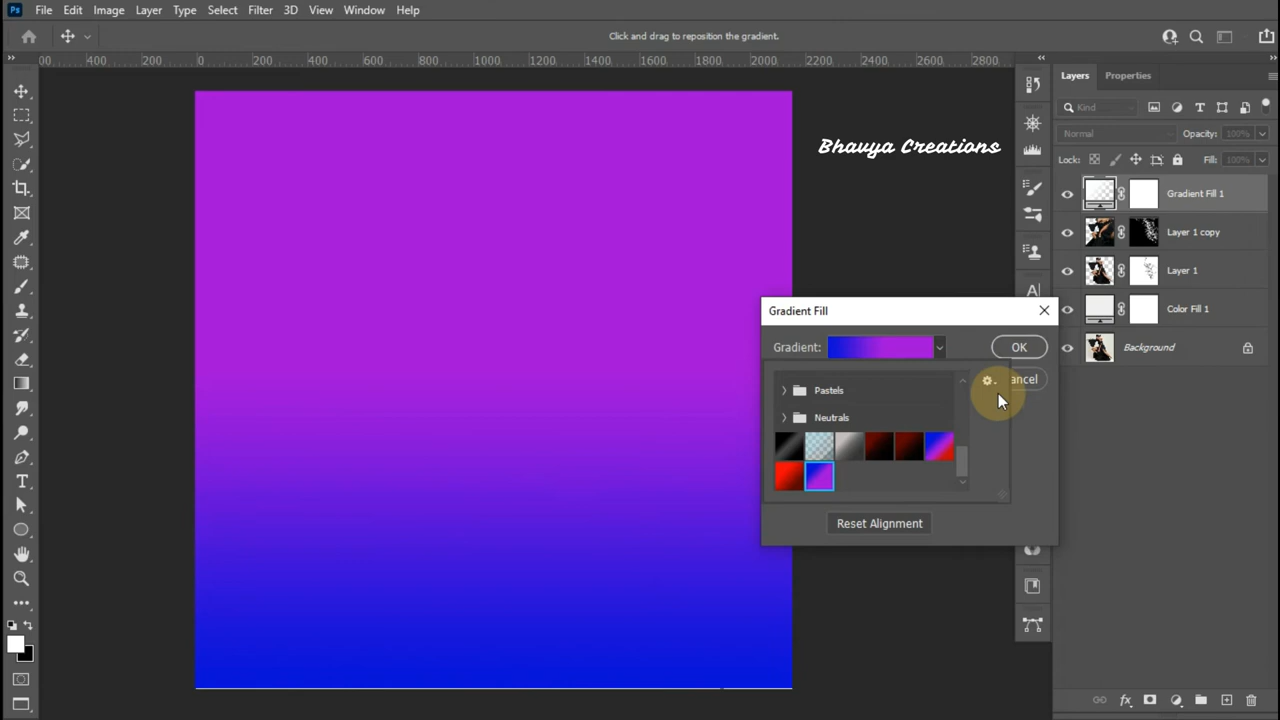 Ps File Edit Image Layer Type Select Filter 3D View Window Help
Click and drag to reposition the gradient.
00 400 200 0 200 400 600 800 1000 1200 1400 1600 1800 2000 2200 2400 2600 2800
Layers Properties
Kind
Normal Opacity: 100%
Lock: Fill: 100%
Bhavya Creations
Gradient Fill 1
Layer 1 copy
Layer 1
Color Fill 1
Background
Gradient Fill
Gradient: OK
ancel
Pastels
Neutrals
Reset Alignment